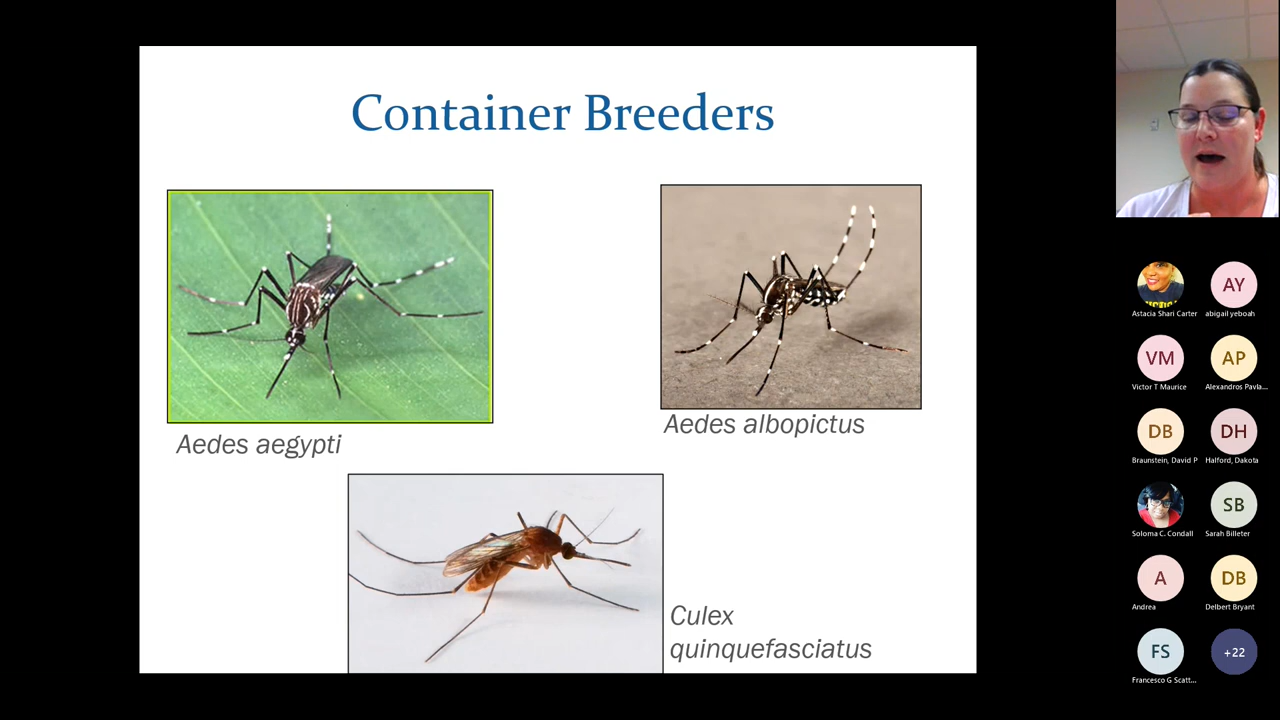 Container Breeders
Aedes aegypti
Aedes albopictus
Culex
quinquefasciatus
Astacia Shari Carter
AY
abigail yeboah
VM
Victor T Maurice
AP
Alexandros Pavla...
DB
Braunstein, David P
DH
Halford, Dakota
Soloma C. Condall
SB
Sarah Billeter
A
Andrea
DB
Delbert Bryant
FS
Francesco G Scatt...
+22